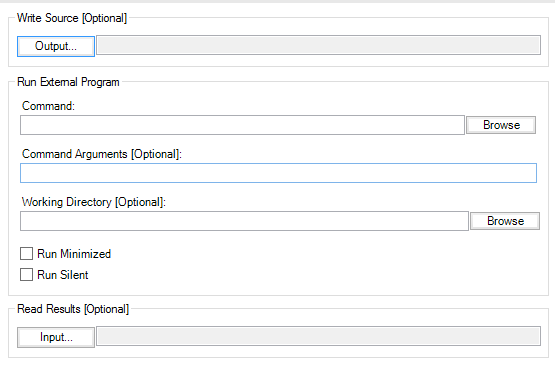 Write Source [Optional]
Output...
Run External Program
Command:
Browse
Command Arguments [Optional]:
Working Directory [Optional]:
Browse
Run Minimized
Run Silent
Read Results [Optional]
Input...